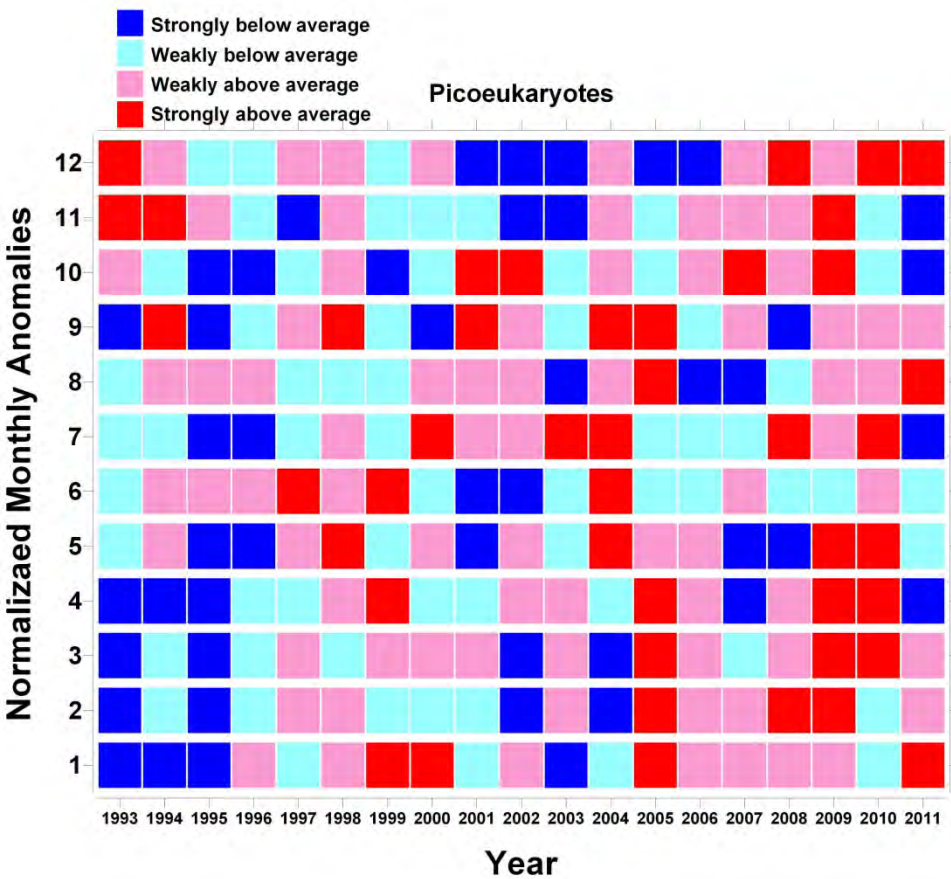 Strongly below average
Weakly below average
Weakly above average
Strongly above average
Picoeukaryotes
Normalizaed Monthly Anomalies
12
11
10
9
8
7
6
5
4
3
2
1
1993 1994 1995 1996 1997 1998 1999 2000 2001 2002 2003 2004 2005 2006 2007 2008 2009 2010 2011
Year